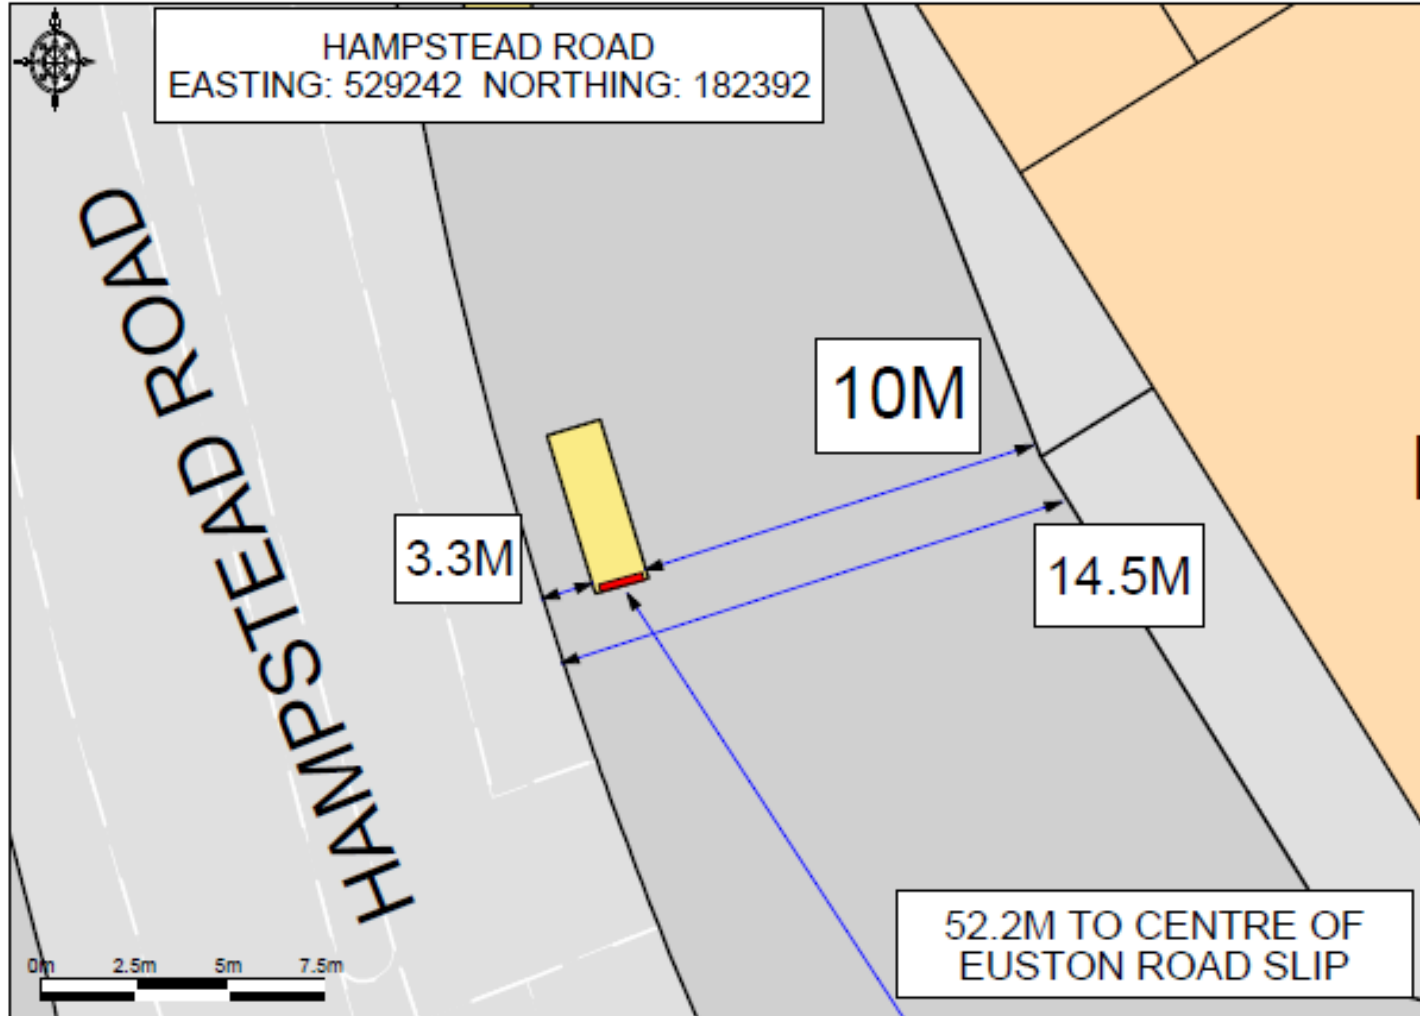 HAMPSTEAD ROAD
EASTING: 529242 NORTHING: 182392
HAMPSTEAD ROAD
10M
3.3M
14.5M
52.2M TO CENTRE OF
EUSTON ROAD SLIP
0m 2.5m 5m 7.5m